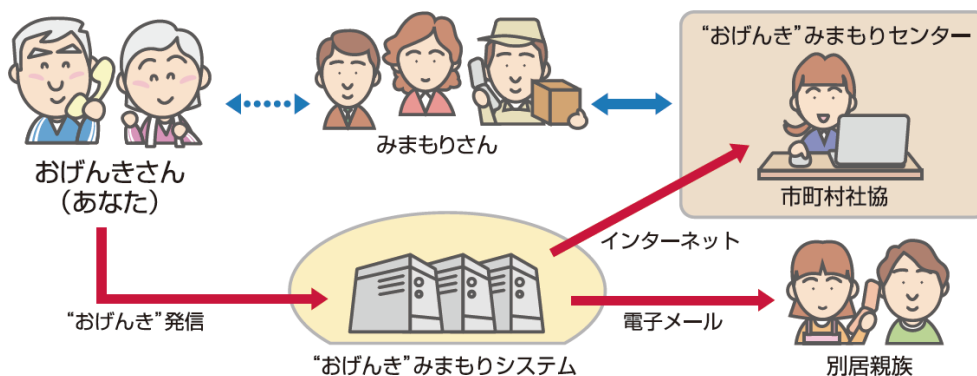 “おげんき”みまもりセンター
みまもりさん
おげんきさん
（あなた）
市町村社協
インターネット
“おげんき”発信
電子メール
“おげんき”みまもりシステム
別居親族